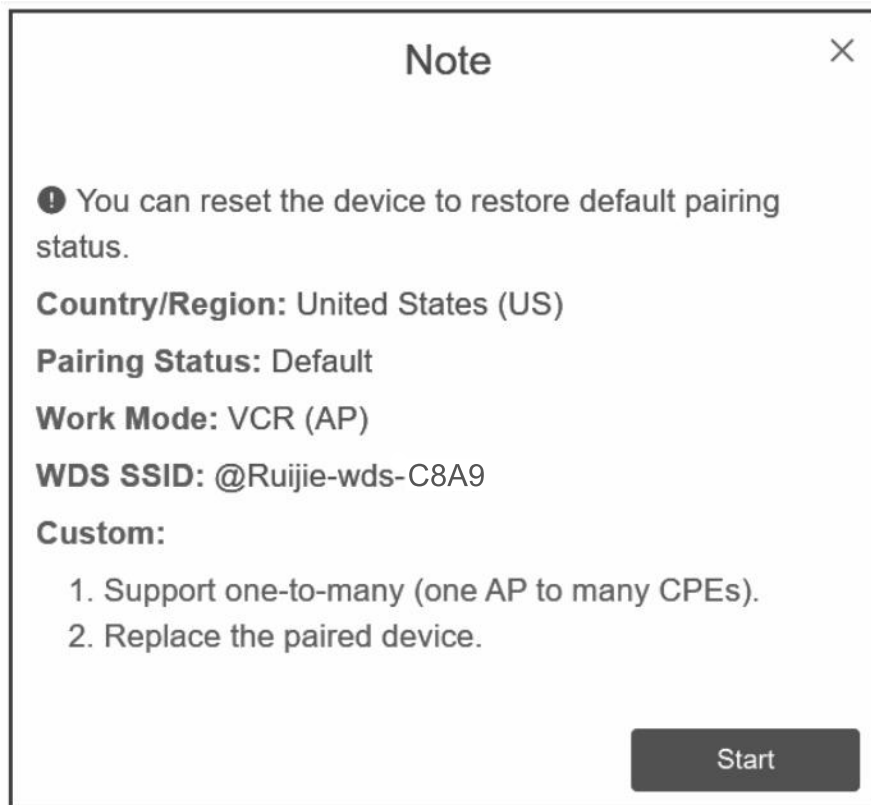 Note
You can reset the device to restore default pairing
status.
Country/Region: United States (US)
Pairing Status: Default
Work Mode: VCR (AP)
WDS SSID: @Ruijie-wds-C8A9
Custom:
1. Support one-to-many (one AP to many CPEs).
2. Replace the paired device.
Start